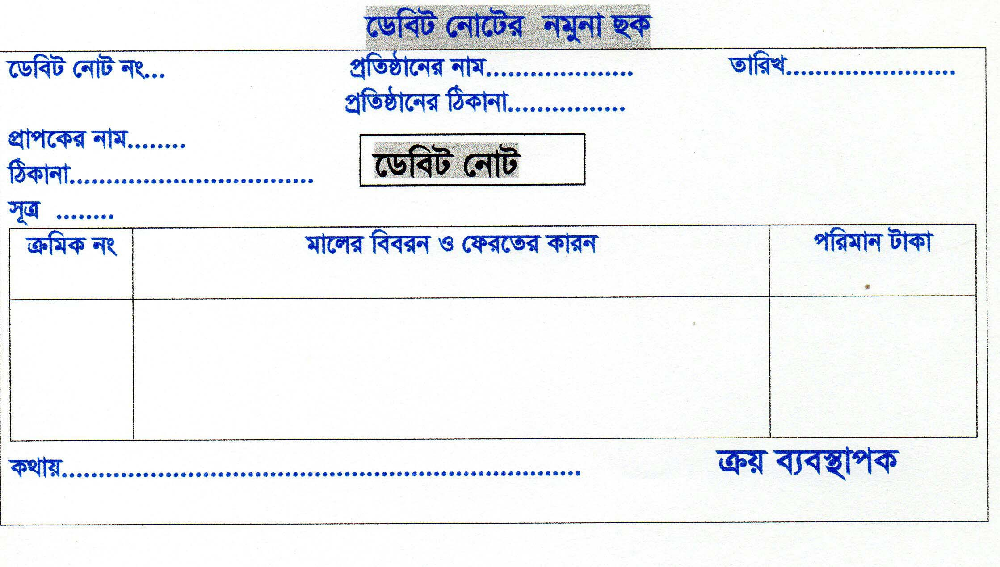 ডেবিট নোটের নমুনা ছক
ডেবিট নোট নং... প্রতিষ্ঠানের নাম.................... তারিখ.......................
প্রতিষ্ঠানের ঠিকানা................
প্রাপকের নাম........
ডেবিট নোট
ঠিকানা.................................
সূত্র ........
ক্রমিক নং মালের বিবরন ও ফেরতের কারন পরিমান টাকা
কথায়...................................................................... ক্রয় ব্যবস্থাপক